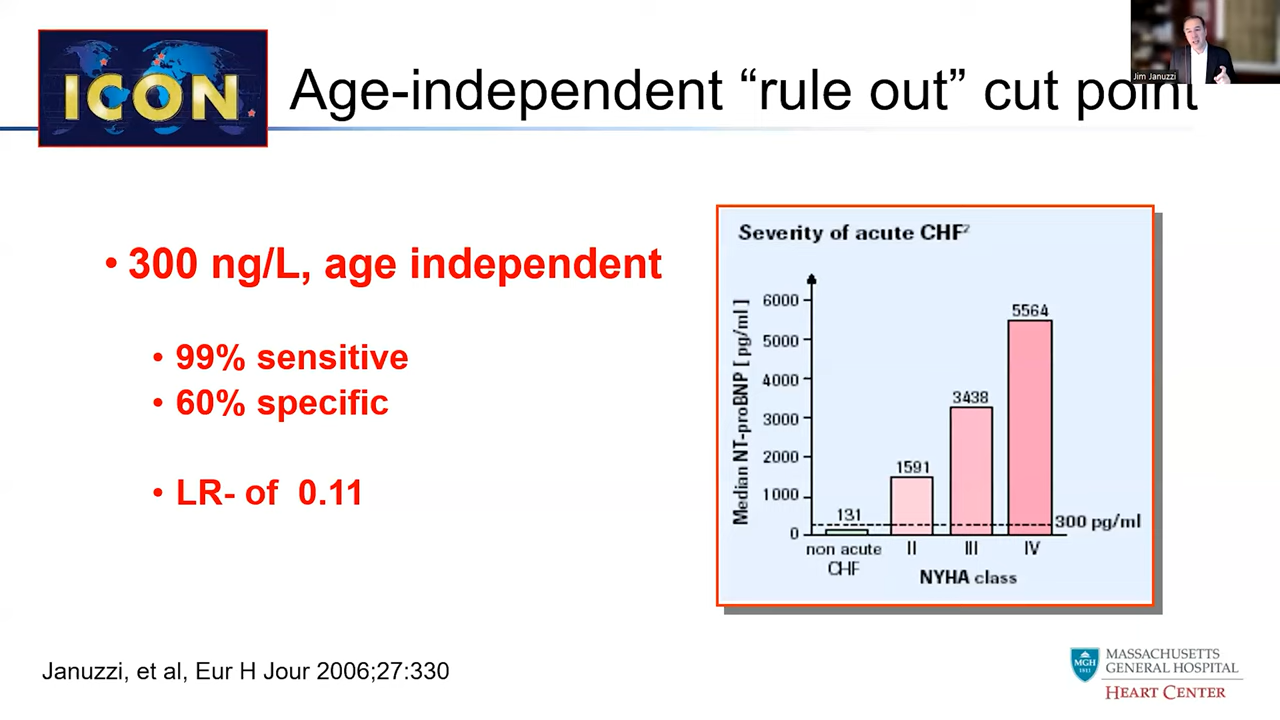 ICON
Age-independent “rule out” cut point
Jim Januzzi
• 300 ng/L, age independent
• 99% sensitive
• 60% specific
• LR- of 0.11
Severity of acute CHF²
Median NT-proBNP [ pg/ml ]
6000
5000
4000
3000
2000
1000
0
131
1591
3438
5564
300 pg/ml
non acute
CHF
II
III
IV
NYHA class
Januzzi, et al, Eur H Jour 2006;27:330
MGH
1811
MASSACHUSETTS
GENERAL HOSPITAL
HEART CENTER